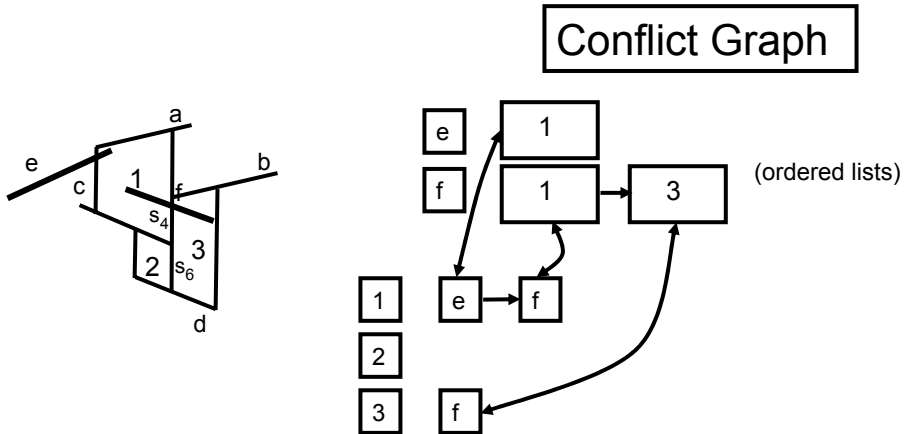 Conflict Graph
a
e
b
1
f
c
s4
3
2
s6
d
e 1
f 1 3 (ordered lists)
1 e f
2
3 f